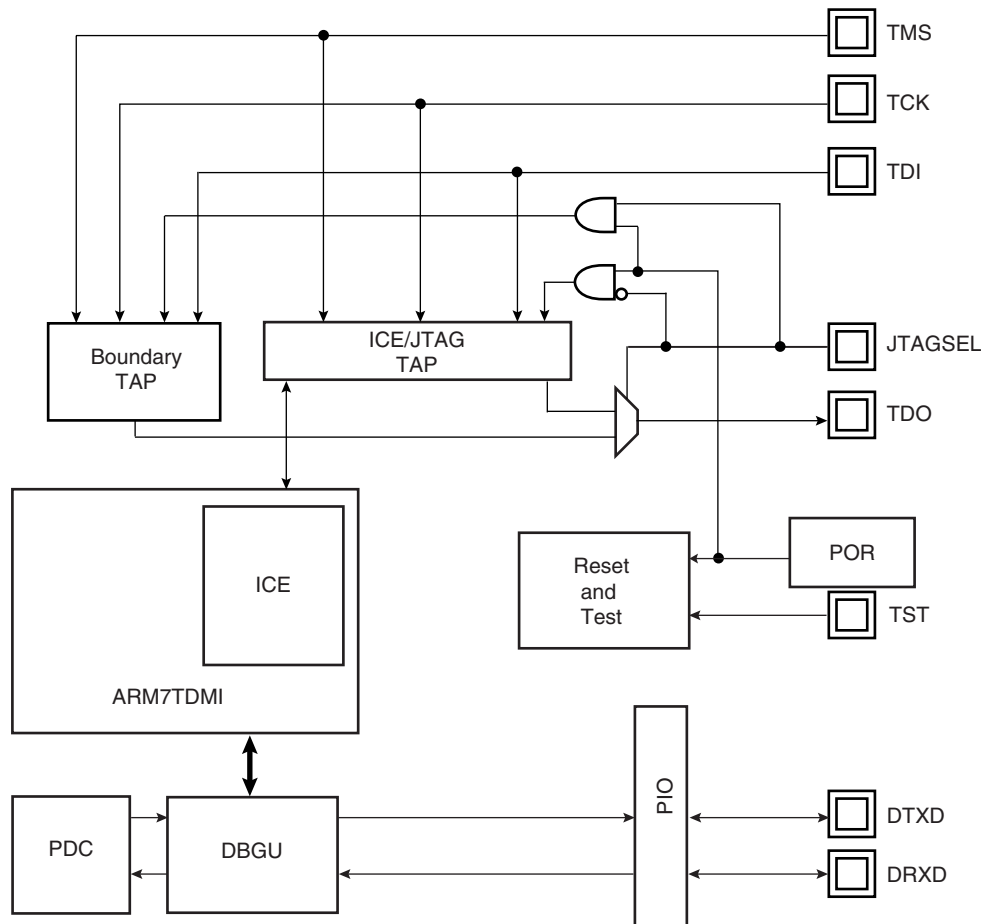 TMS
TCK
TDI
JTAGSEL
Boundary
TAP
ICE/JTAG
TAP
TDO
POR
Reset
and
Test
TST
ICE
ARM7TDMI
PIO
PDC
DBGU
DTXD
DRXD